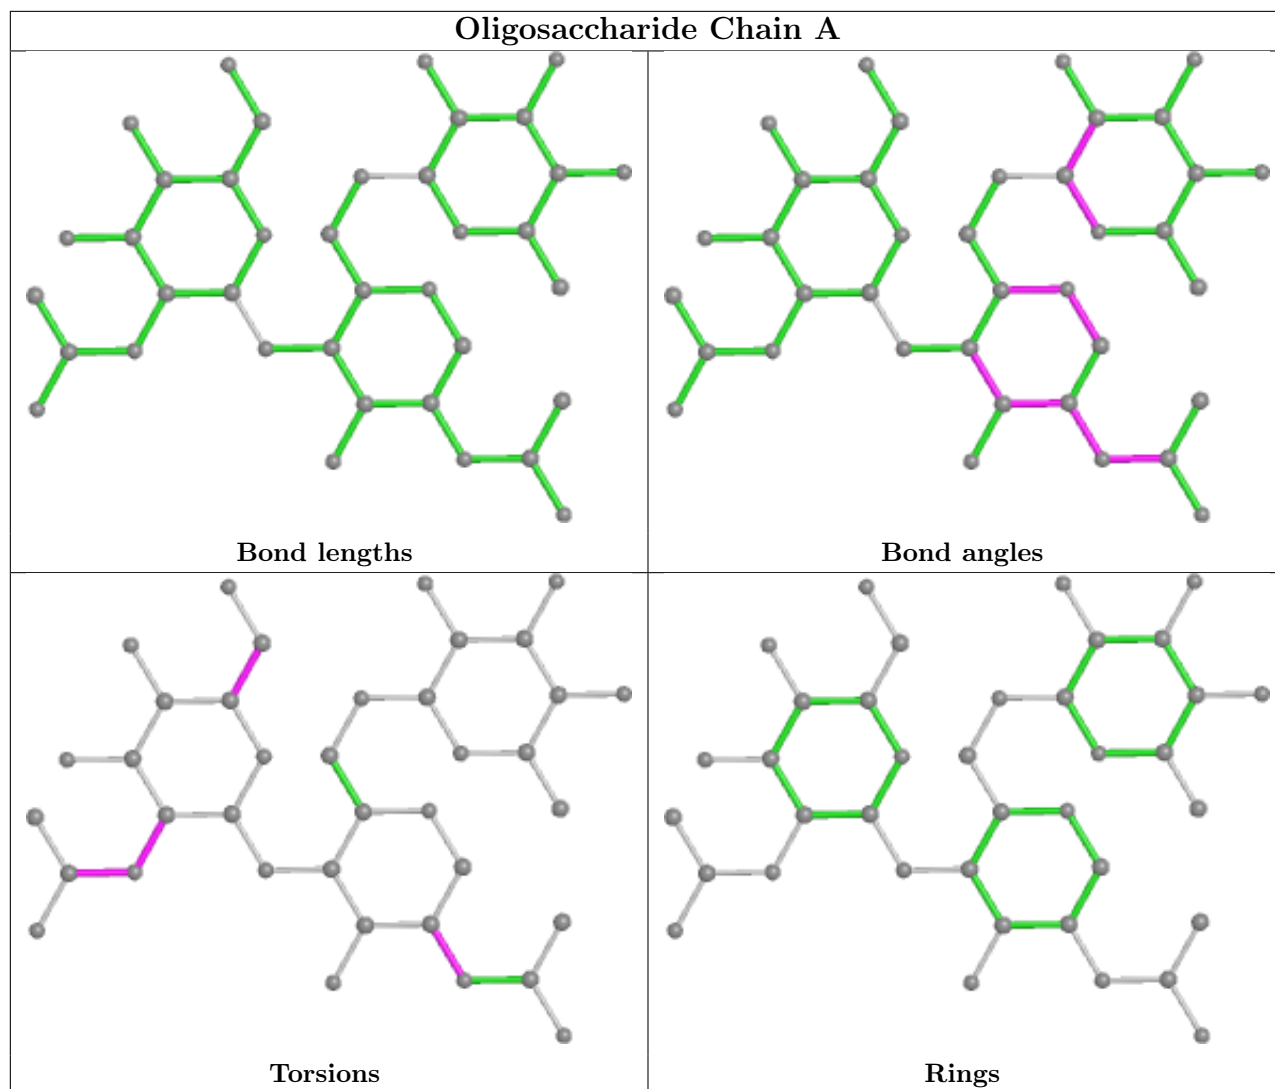 Oligosaccharide Chain A
Bond lengths
Bond angles
Torsions
Rings